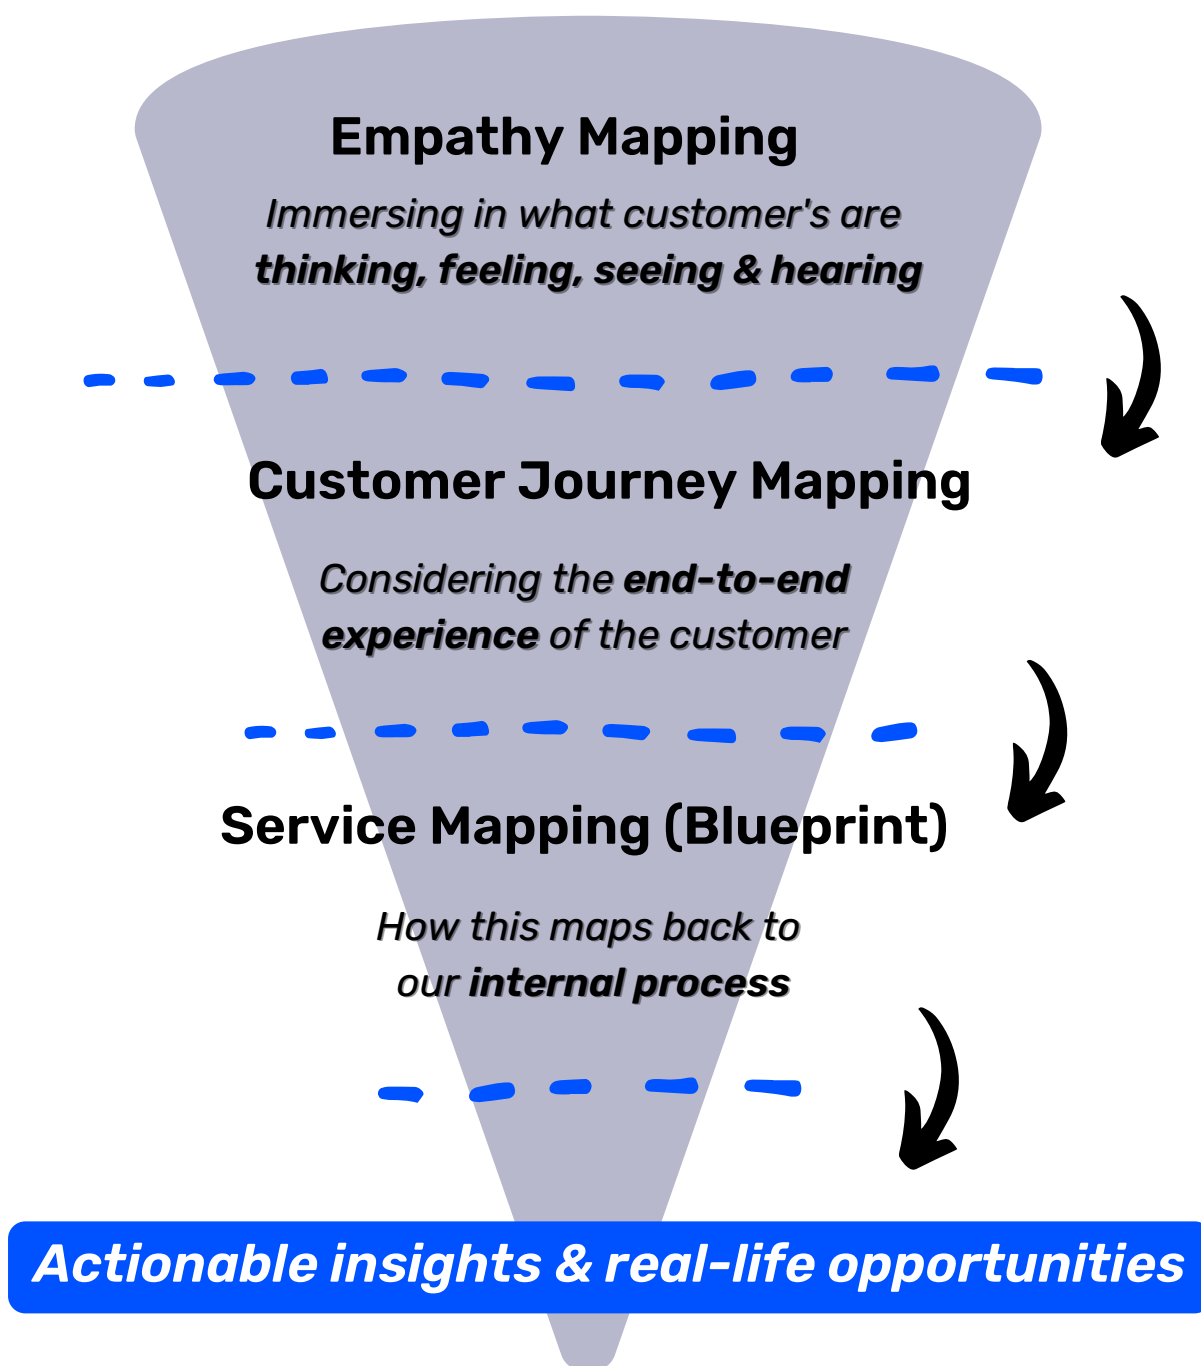 Empathy Mapping
Immersing in what customer's are
thinking, feeling, seeing & hearing
Customer Journey Mapping
Considering the end-to-end
experience of the customer
Service Mapping (Blueprint)
How this maps back to
our internal process
Actionable insights & real-life opportunities